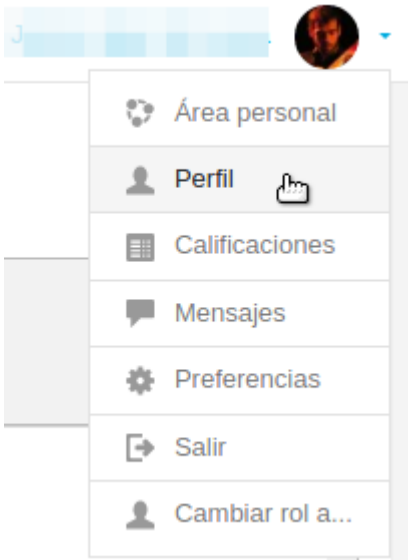 J
Área personal
Perfil
Calificaciones
Mensajes
Preferencias
Salir
Cambiar rol a...